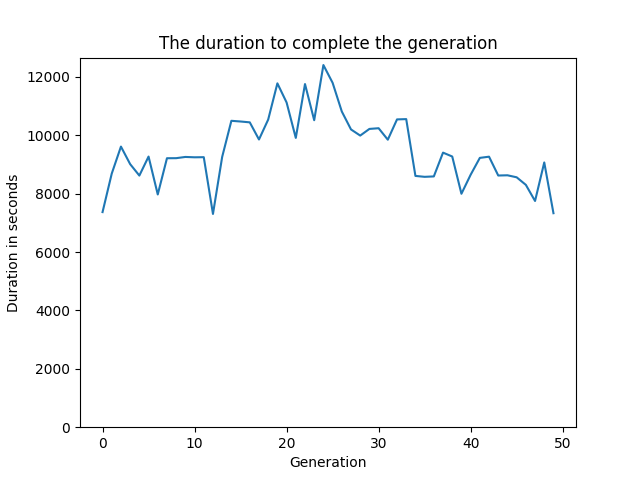 The duration to complete the generation
12000
10000
8000
6000
4000
2000
0
Duration in seconds
0 10 20 30 40 50
Generation